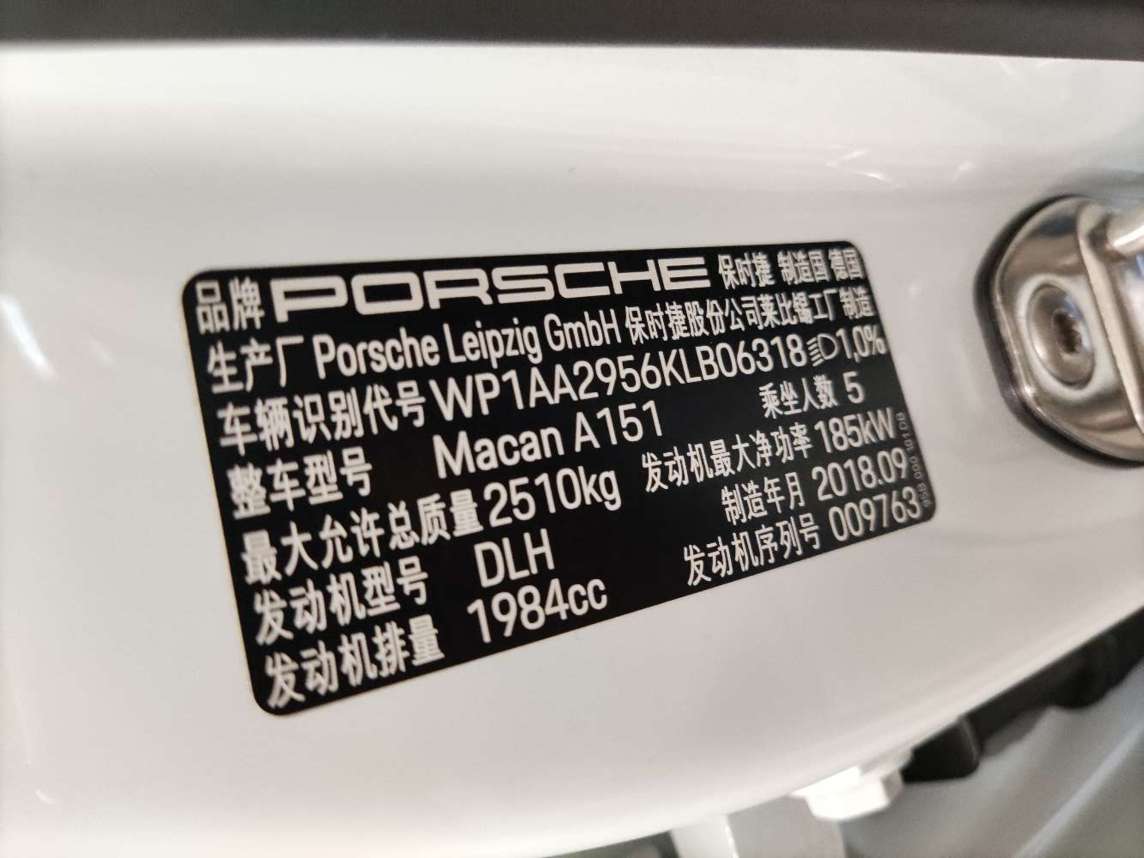 品牌 PORSCHE 保时捷 制造国 德国
生产厂 Porsche Leipzig GmbH 保时捷股份公司莱比锡工厂制造
车辆识别代号 WP1AA2956KLB06318 1,0%
整车型号 Macan A151 乘坐人数 5
最大允许总质量 2510kg 发动机最大净功率 185kW
发动机型号 DLH 制造年月 2018.09
发动机排量 1984cc 发动机序列号 009763